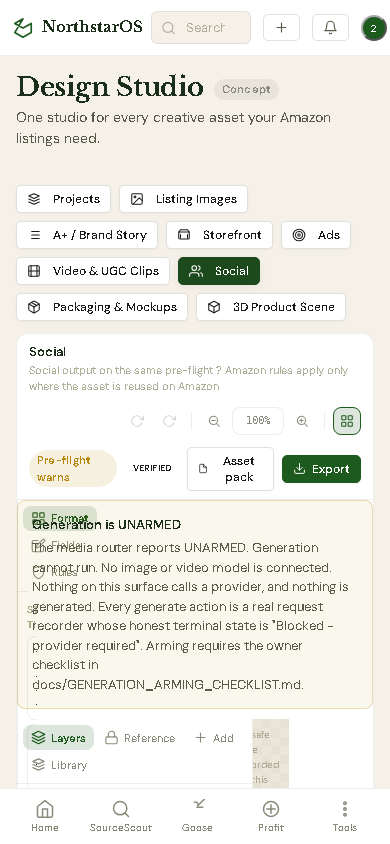 NorthstarOS
Search
2
Design Studio
Concept
One studio for every creative asset your Amazon
listings need.
Projects
Listing Images
A+ / Brand Story
Storefront
Ads
Video & UGC Clips
Social
Packaging & Mockups
3D Product Scene
Social
Social output on the same pre-flight ? Amazon rules apply only
where the asset is reused on Amazon
100%
Pre-flight
warns
VERIFIED
Asset
pack
Export
Format
Generation is UNARMED
The media router reports UNARMED. Generation
cannot run. No image or video model is connected.
Rules
Nothing on this surface calls a provider, and nothing is
generated. Every generate action is a real request
recorder whose honest terminal state is "Blocked -
provider required". Arming requires the owner
checklist in
docs/GENERATION_ARMING_CHECKLIST.md.
Layers
Reference
Add
Library
safe
this
Home
SourceScout
Goose
Profit
Tools